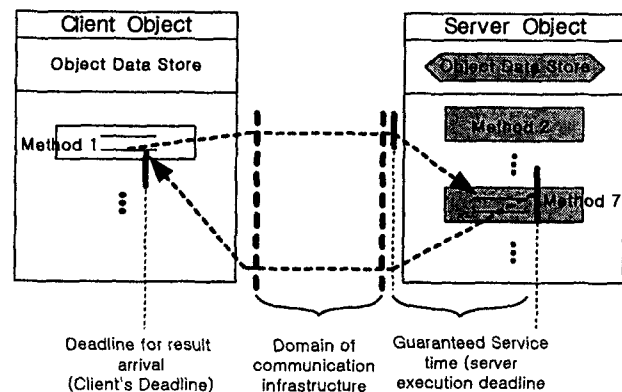 Client Object
Object Data Store
Method 1
Server Object
Object Data Store
Method 2
Method 7
Deadline for result
arrival
(Client's Deadline)
Domain of
communication
infrastructure
Guaranteed Service
time (server
execution deadline